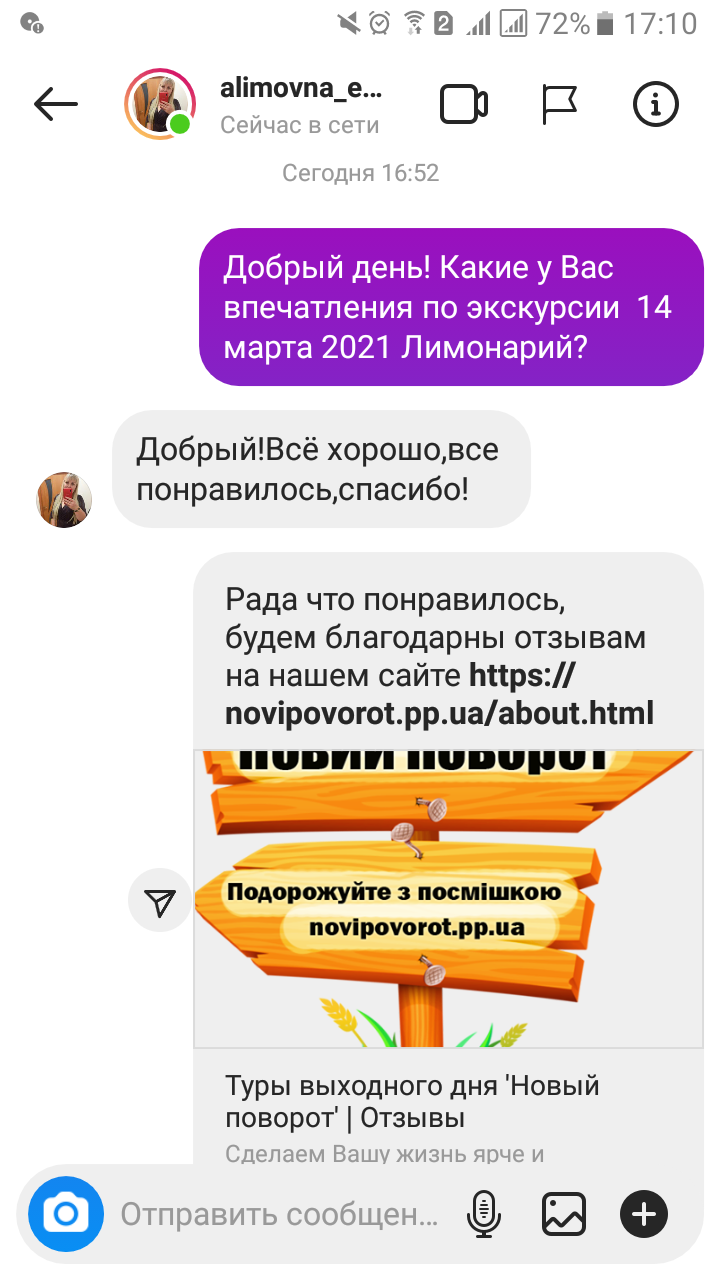 2 72% 17:10
alimovna_e...
Сейчас в сети
Сегодня 16:52
Добрый день! Какие у Вас
впечатления по экскурсии 14
марта 2021 Лимонарий?
Добрый!Всё хорошо,все
понравилось,спасибо!
Рада что понравилось,
будем благодарны отзывам
на нашем сайте https://
novipovorot.pp.ua/about.html
НОВИЙ ПОВОРОТ
Подорожуйте з посмішкою
novipovorot.pp.ua
Туры выходного дня 'Новый
поворот' | Отзывы
Сделаем Вашу жизнь ярче и
Отправить сообщен...